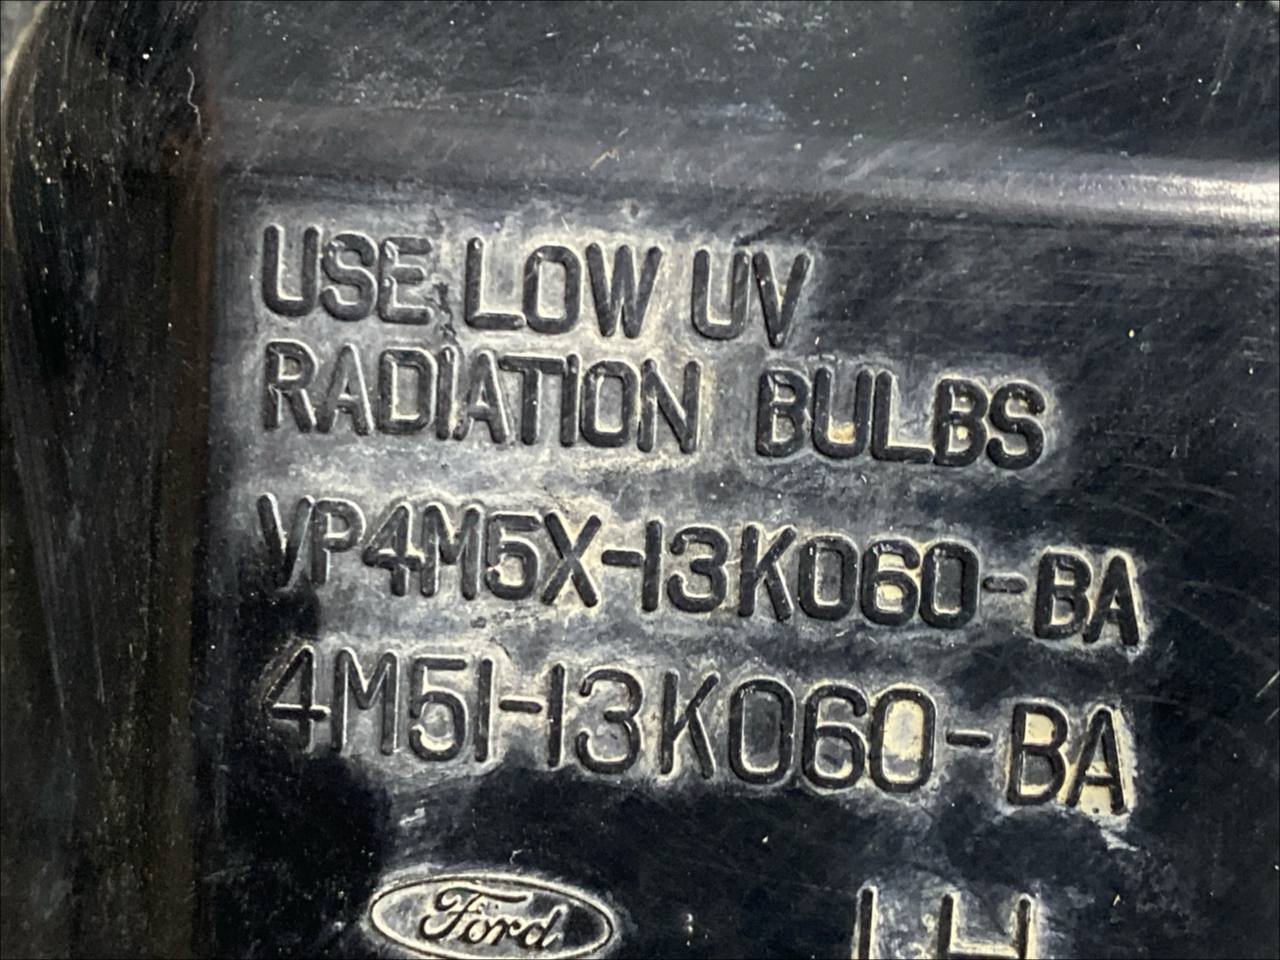 USE LOW UV
RADIATION BULBS
VP4M5X-13K060-BA
4M51-13K060-BA
Ford LH